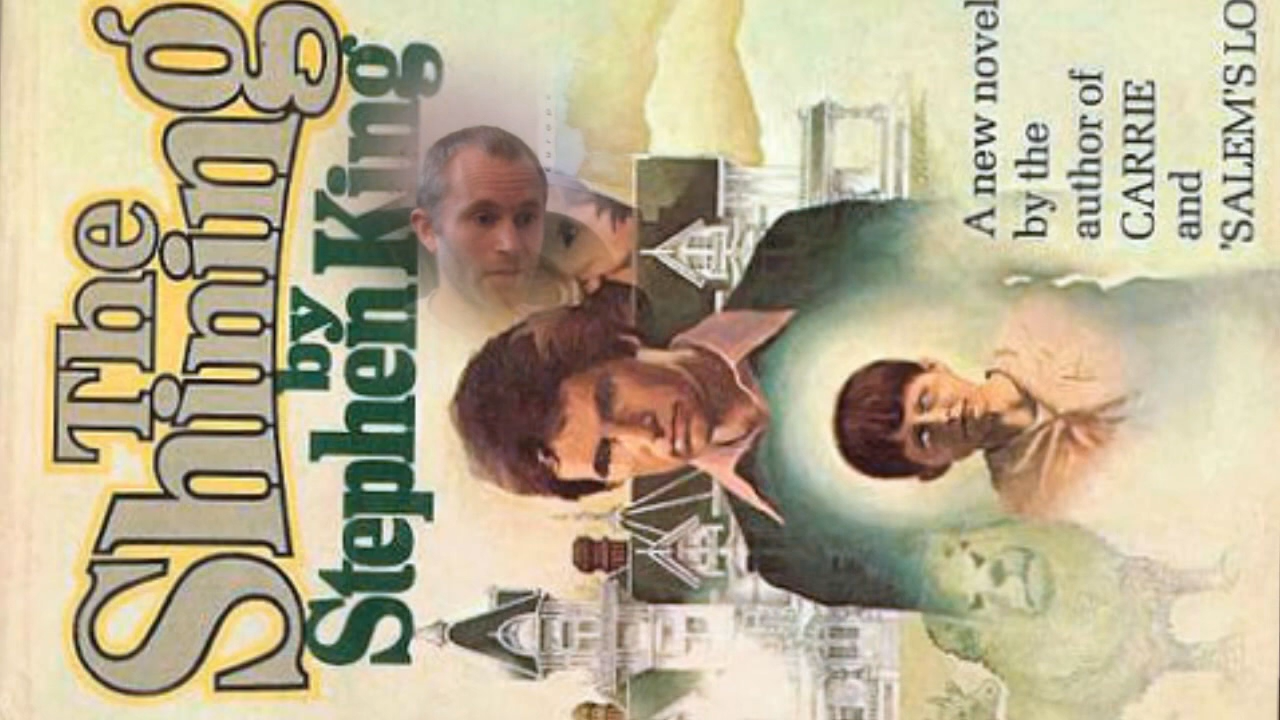 The
Shining
by
Stephen King
A new novel
by the
author of
CARRIE
and
'SALEM'S LO